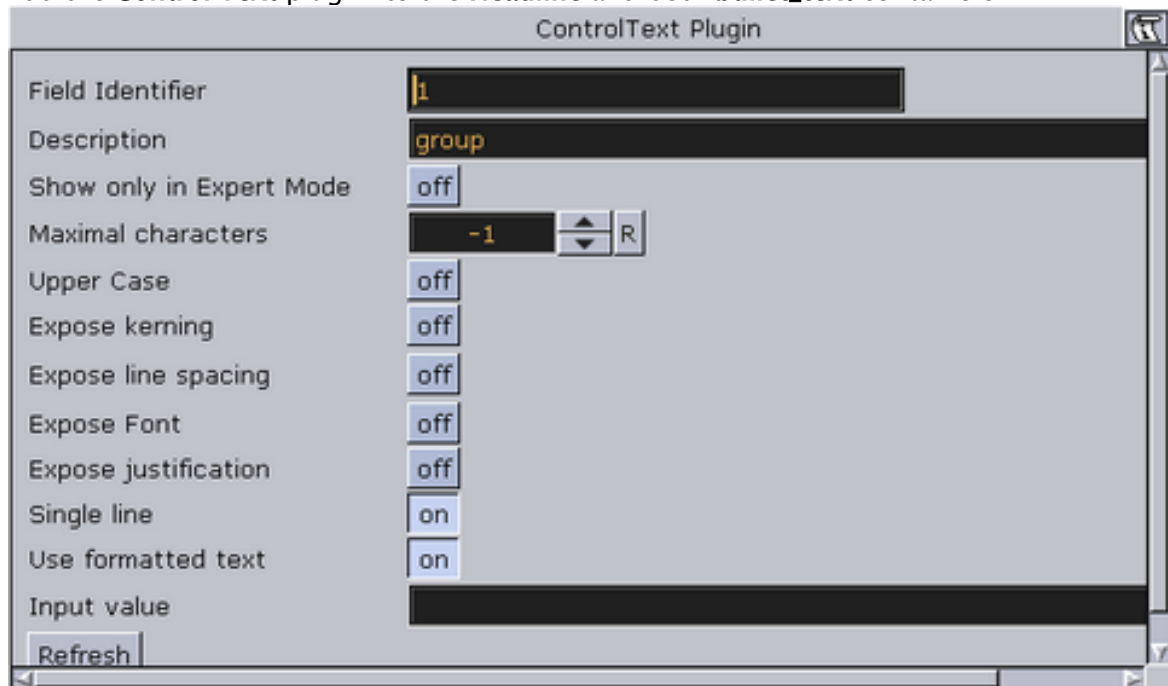 ControlText Plugin
Field Identifier 1
Description group
Show only in Expert Mode off
Maximal characters -1 R
Upper Case off
Expose kerning off
Expose line spacing off
Expose Font off
Expose justification off
Single line on
Use formatted text on
Input value
Refresh